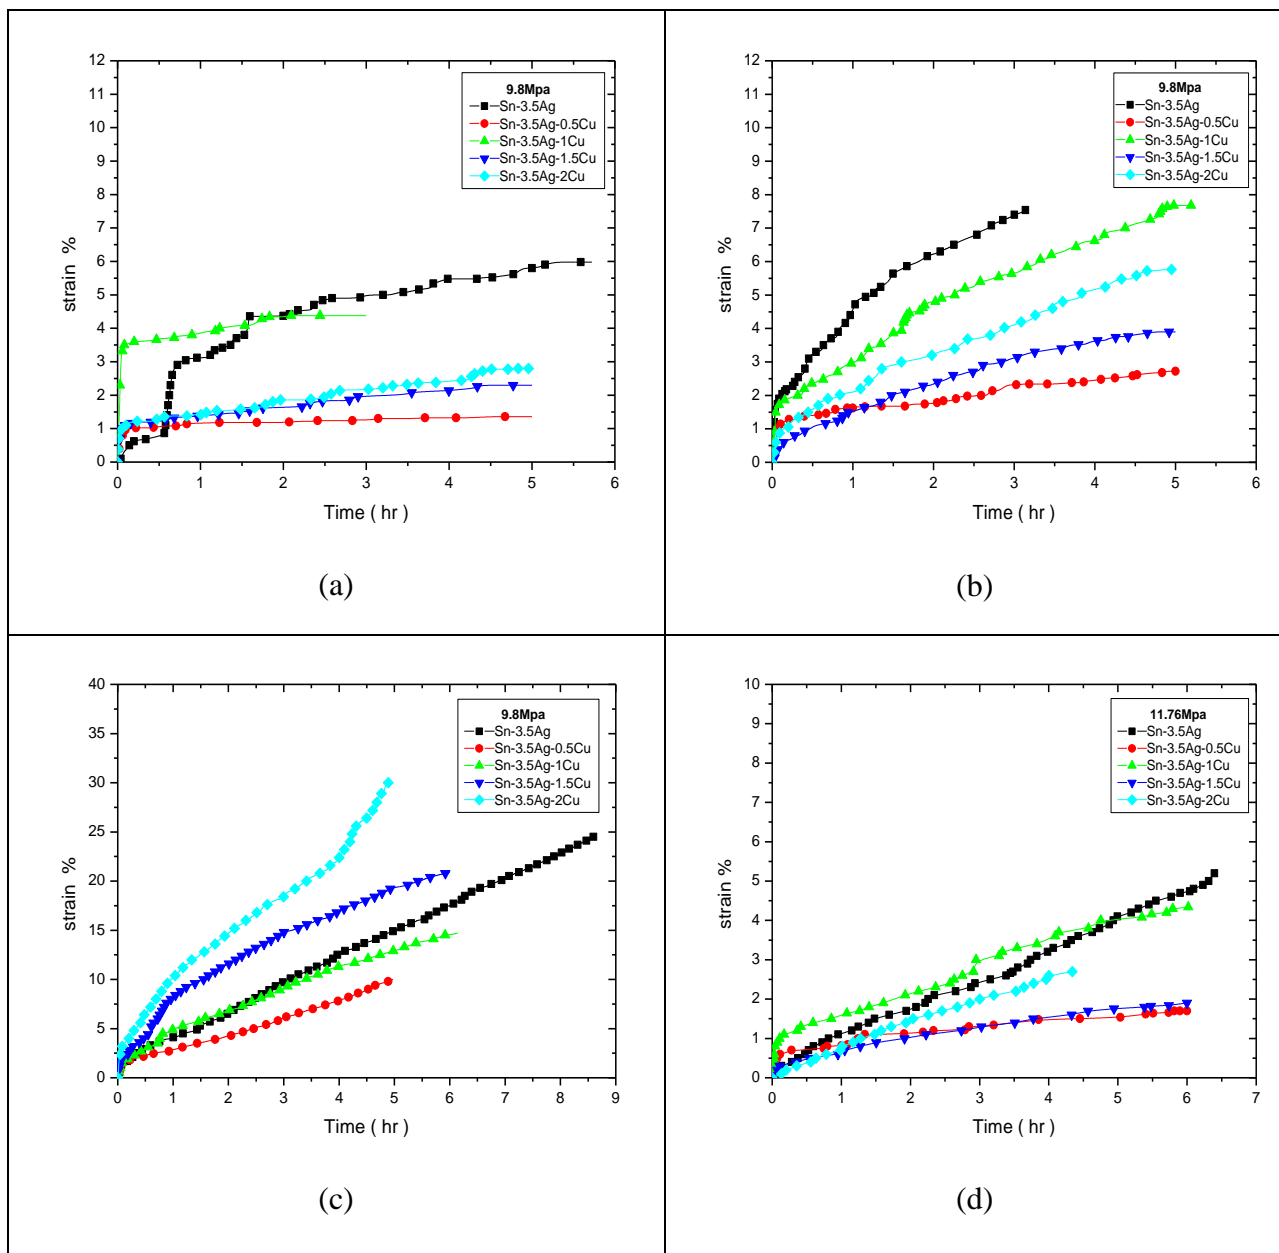 12
11
10
9
8
7
6
5
4
3
2
1
0
strain %
9.8Mpa
Sn-3.5Ag
Sn-3.5Ag-0.5Cu
Sn-3.5Ag-1Cu
Sn-3.5Ag-1.5Cu
Sn-3.5Ag-2Cu
0 1 2 3 4 5 6
Time ( hr )
(a)
12
11
10
9
8
7
6
5
4
3
2
1
0
strain %
9.8Mpa
Sn-3.5Ag
Sn-3.5Ag-0.5Cu
Sn-3.5Ag-1Cu
Sn-3.5Ag-1.5Cu
Sn-3.5Ag-2Cu
0 1 2 3 4 5 6
Time ( hr )
(b)
40
35
30
25
20
15
10
5
0
strain %
9.8Mpa
Sn-3.5Ag
Sn-3.5Ag-0.5Cu
Sn-3.5Ag-1Cu
Sn-3.5Ag-1.5Cu
Sn-3.5Ag-2Cu
0 1 2 3 4 5 6 7 8 9
Time ( hr )
(c)
10
9
8
7
6
5
4
3
2
1
0
strain %
11.76Mpa
Sn-3.5Ag
Sn-3.5Ag-0.5Cu
Sn-3.5Ag-1Cu
Sn-3.5Ag-1.5Cu
Sn-3.5Ag-2Cu
0 1 2 3 4 5 6 7
Time ( hr )
(d)